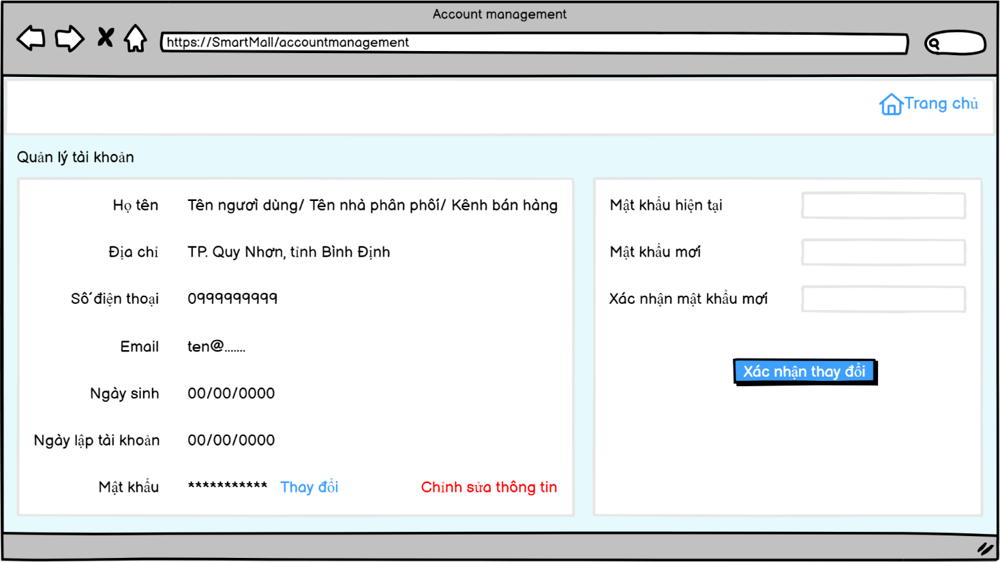 Account management
https://SmartMall/accountmanagement
Trang chủ
Quản lý tài khoản
Họ tên Tên người dùng/ Tên nhà phân phối/ Kênh bán hàng
Địa chỉ TP. Quy Nhơn, tỉnh Bình Định
Số điện thoại 0999999999
Email ten@.......
Ngày sinh 00/00/0000
Ngày lập tài khoản 00/00/0000
Mật khẩu *********** Thay đổi Chỉnh sửa thông tin
Mật khẩu hiện tại
Mật khẩu mới
Xác nhận mật khẩu mới
Xác nhận thay đổi